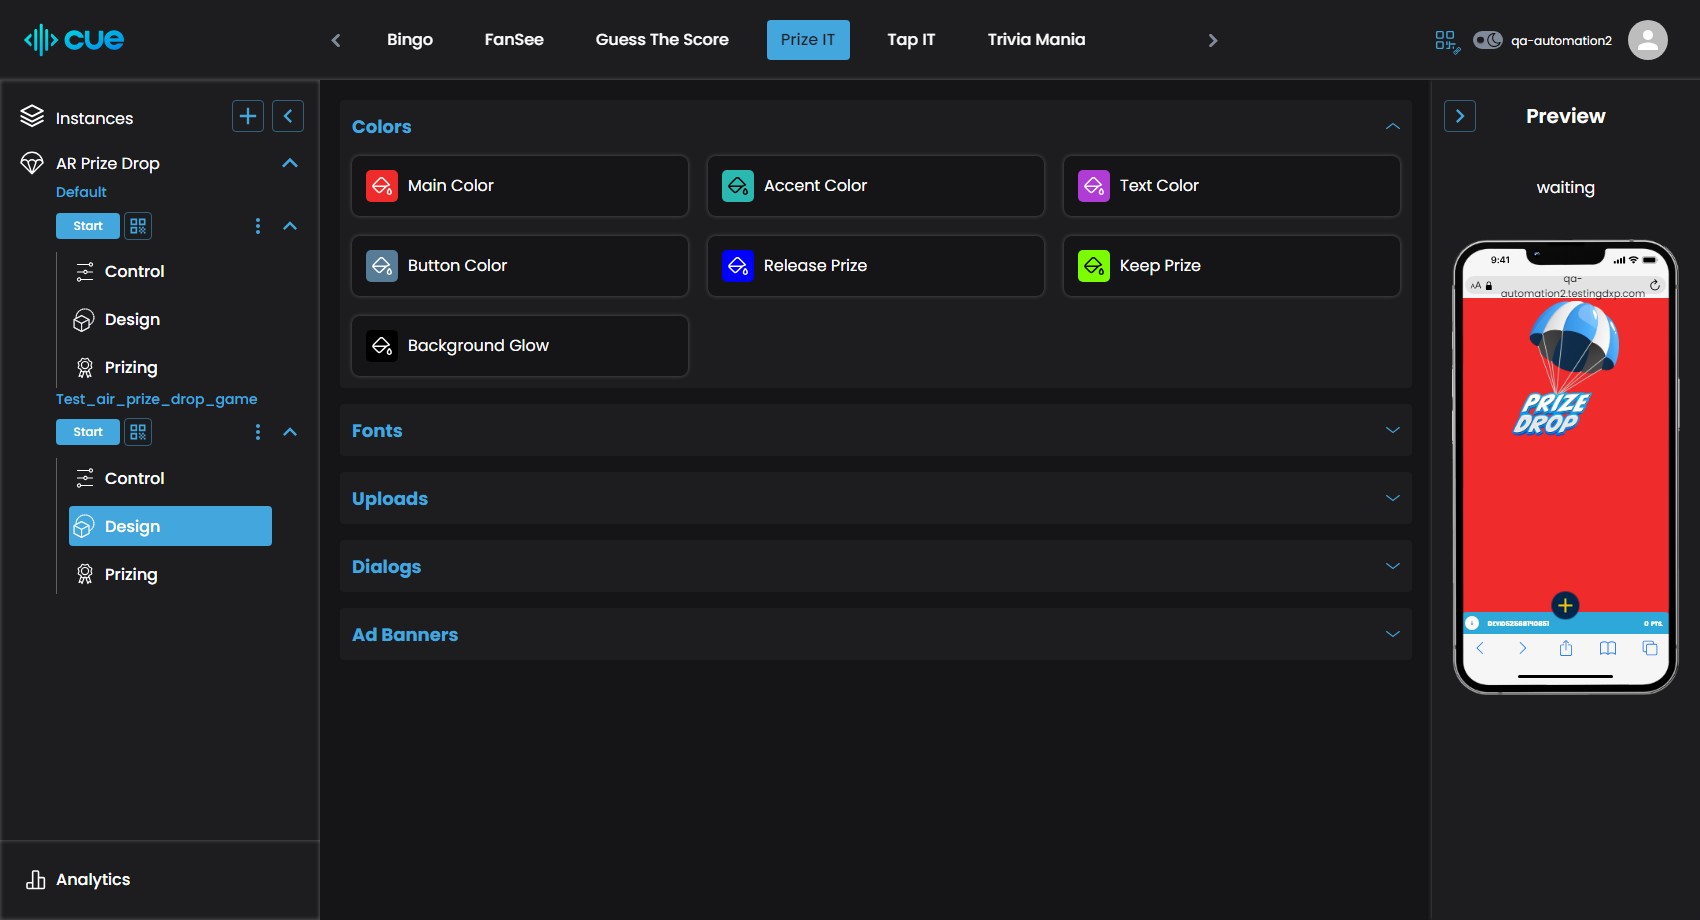 cue
Bingo
FanSee
Guess The Score
Prize IT
Tap IT
Trivia Mania
qa-automation2
Instances
AR Prize Drop
Default
Start
Control
Design
Prizing
Test_air_prize_drop_game
Start
Control
Design
Prizing
Analytics
Colors
Main Color
Accent Color
Text Color
Button Color
Release Prize
Keep Prize
Background Glow
Fonts
Uploads
Dialogs
Ad Banners
Preview
waiting
9:41
AA
qa-
automation2.testingdxp.com
PRIZE
DROP
0 PTS.